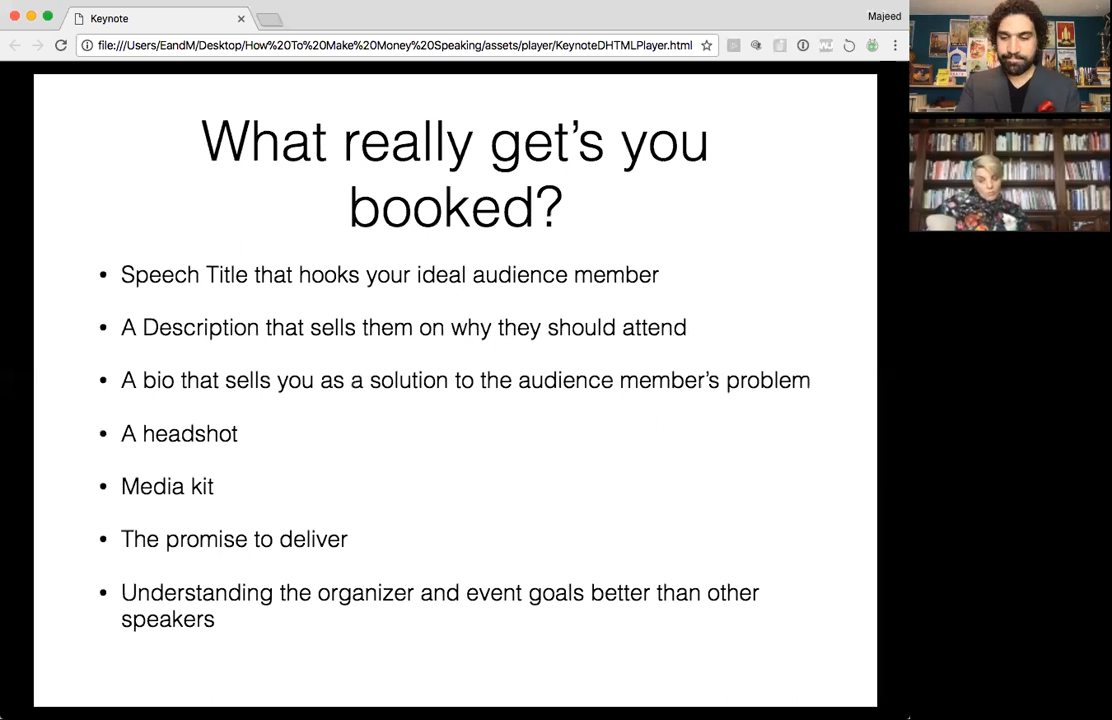 Keynote
Majeed
file:///Users/EandM/Desktop/How%20To%20Make%20Money%20Speaking/assets/player/KeynoteDHTMLPlayer.html
What really get’s you
booked?
• Speech Title that hooks your ideal audience member
• A Description that sells them on why they should attend
• A bio that sells you as a solution to the audience member’s problem
• A headshot
• Media kit
• The promise to deliver
• Understanding the organizer and event goals better than other
speakers